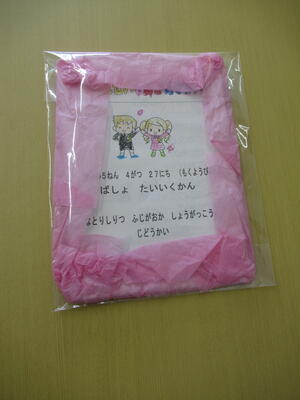 5ねん 4がつ 27にち (もくようび
ばしょ たいいくかん
なとりしりつ ふじがおか しょうがっこう
じどうかい